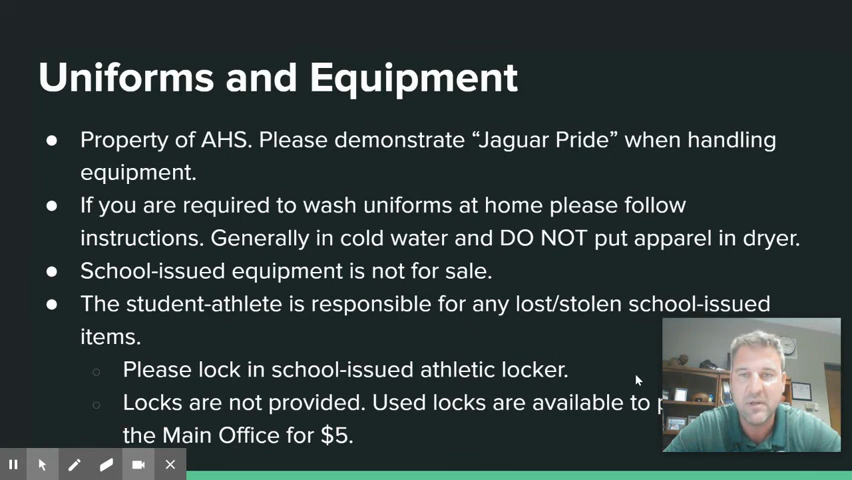 Uniforms and Equipment
● Property of AHS. Please demonstrate “Jaguar Pride” when handling
equipment.
● If you are required to wash uniforms at home please follow
instructions. Generally in cold water and DO NOT put apparel in dryer.
● School-issued equipment is not for sale.
● The student-athlete is responsible for any lost/stolen school-issued
items.
○ Please lock in school-issued athletic locker.
○ Locks are not provided. Used locks are available to
the Main Office for $5.